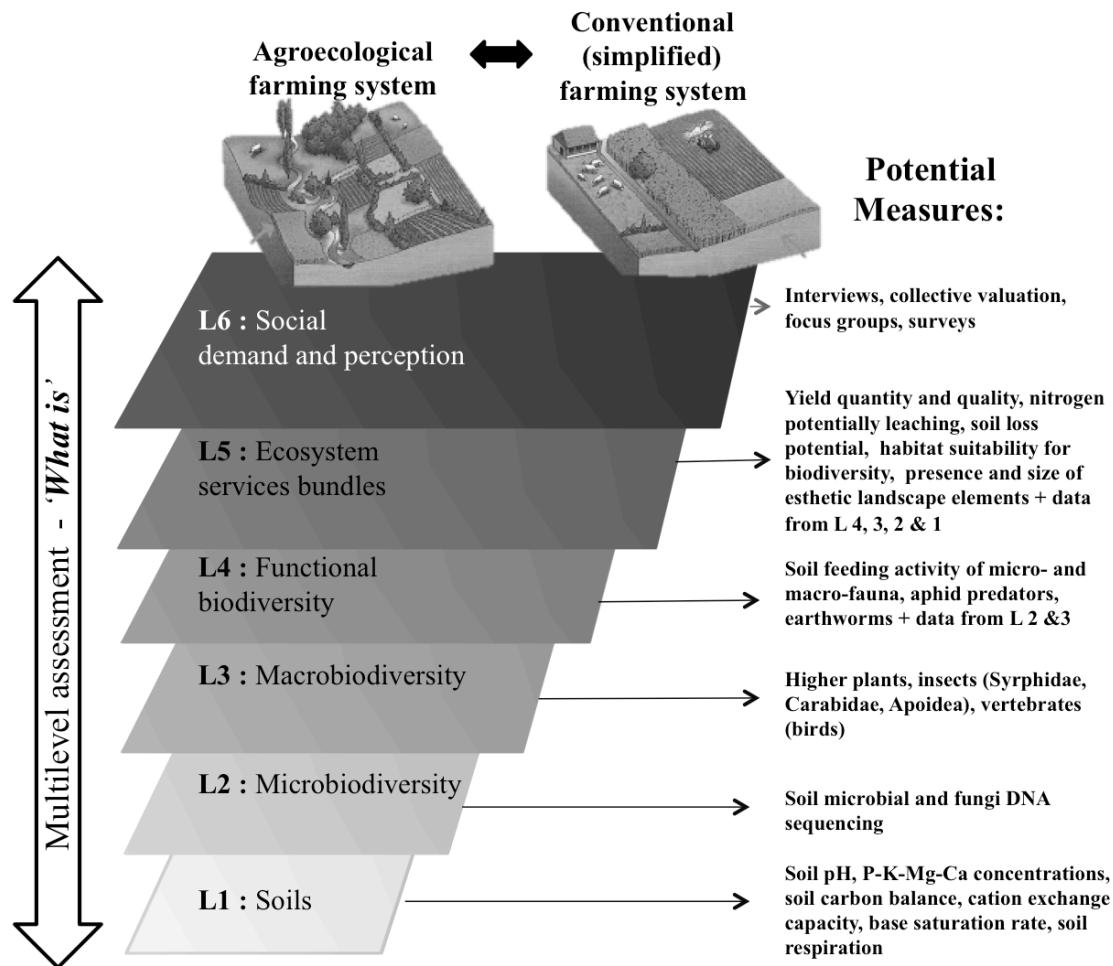 Agroecological
farming system
Conventional
(simplified)
farming system
Potential
Measures:
Multilevel assessment - ‘What is’
L6 : Social
demand and perception
Interviews, collective valuation,
focus groups, surveys
L5 : Ecosystem
services bundles
Yield quantity and quality, nitrogen
potentially leaching, soil loss
potential, habitat suitability for
biodiversity, presence and size of
esthetic landscape elements + data
from L 4, 3, 2 & 1
L4 : Functional
biodiversity
Soil feeding activity of micro- and
macro-fauna, aphid predators,
earthworms + data from L 2 &3
L3 : Macrobiodiversity
Higher plants, insects (Syrphidae,
Carabidae, Apoidea), vertebrates
(birds)
L2 : Microbiodiversity
Soil microbial and fungi DNA
sequencing
L1 : Soils
Soil pH, P-K-Mg-Ca concentrations,
soil carbon balance, cation exchange
capacity, base saturation rate, soil
respiration